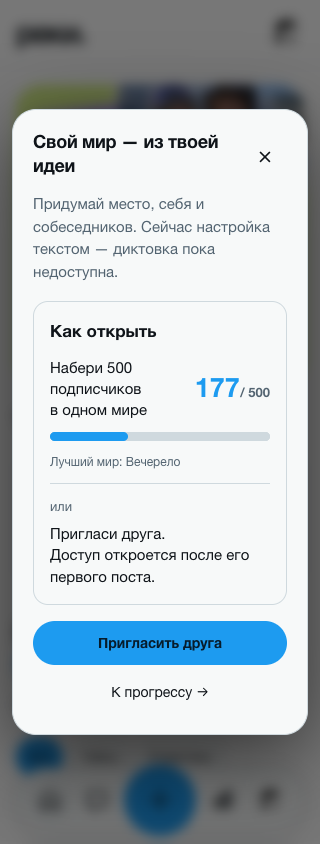 Свой мир — из твоей
идеи
Придумай место, себя и
собеседников. Сейчас настройка
текстом — диктовка пока
недоступна.
Как открыть
Набери 500
подписчиков
в одном мире
177 / 500
Лучший мир: Вечерело
или
Пригласи друга.
Доступ откроется после его
первого поста.
Пригласить друга
К прогрессу →